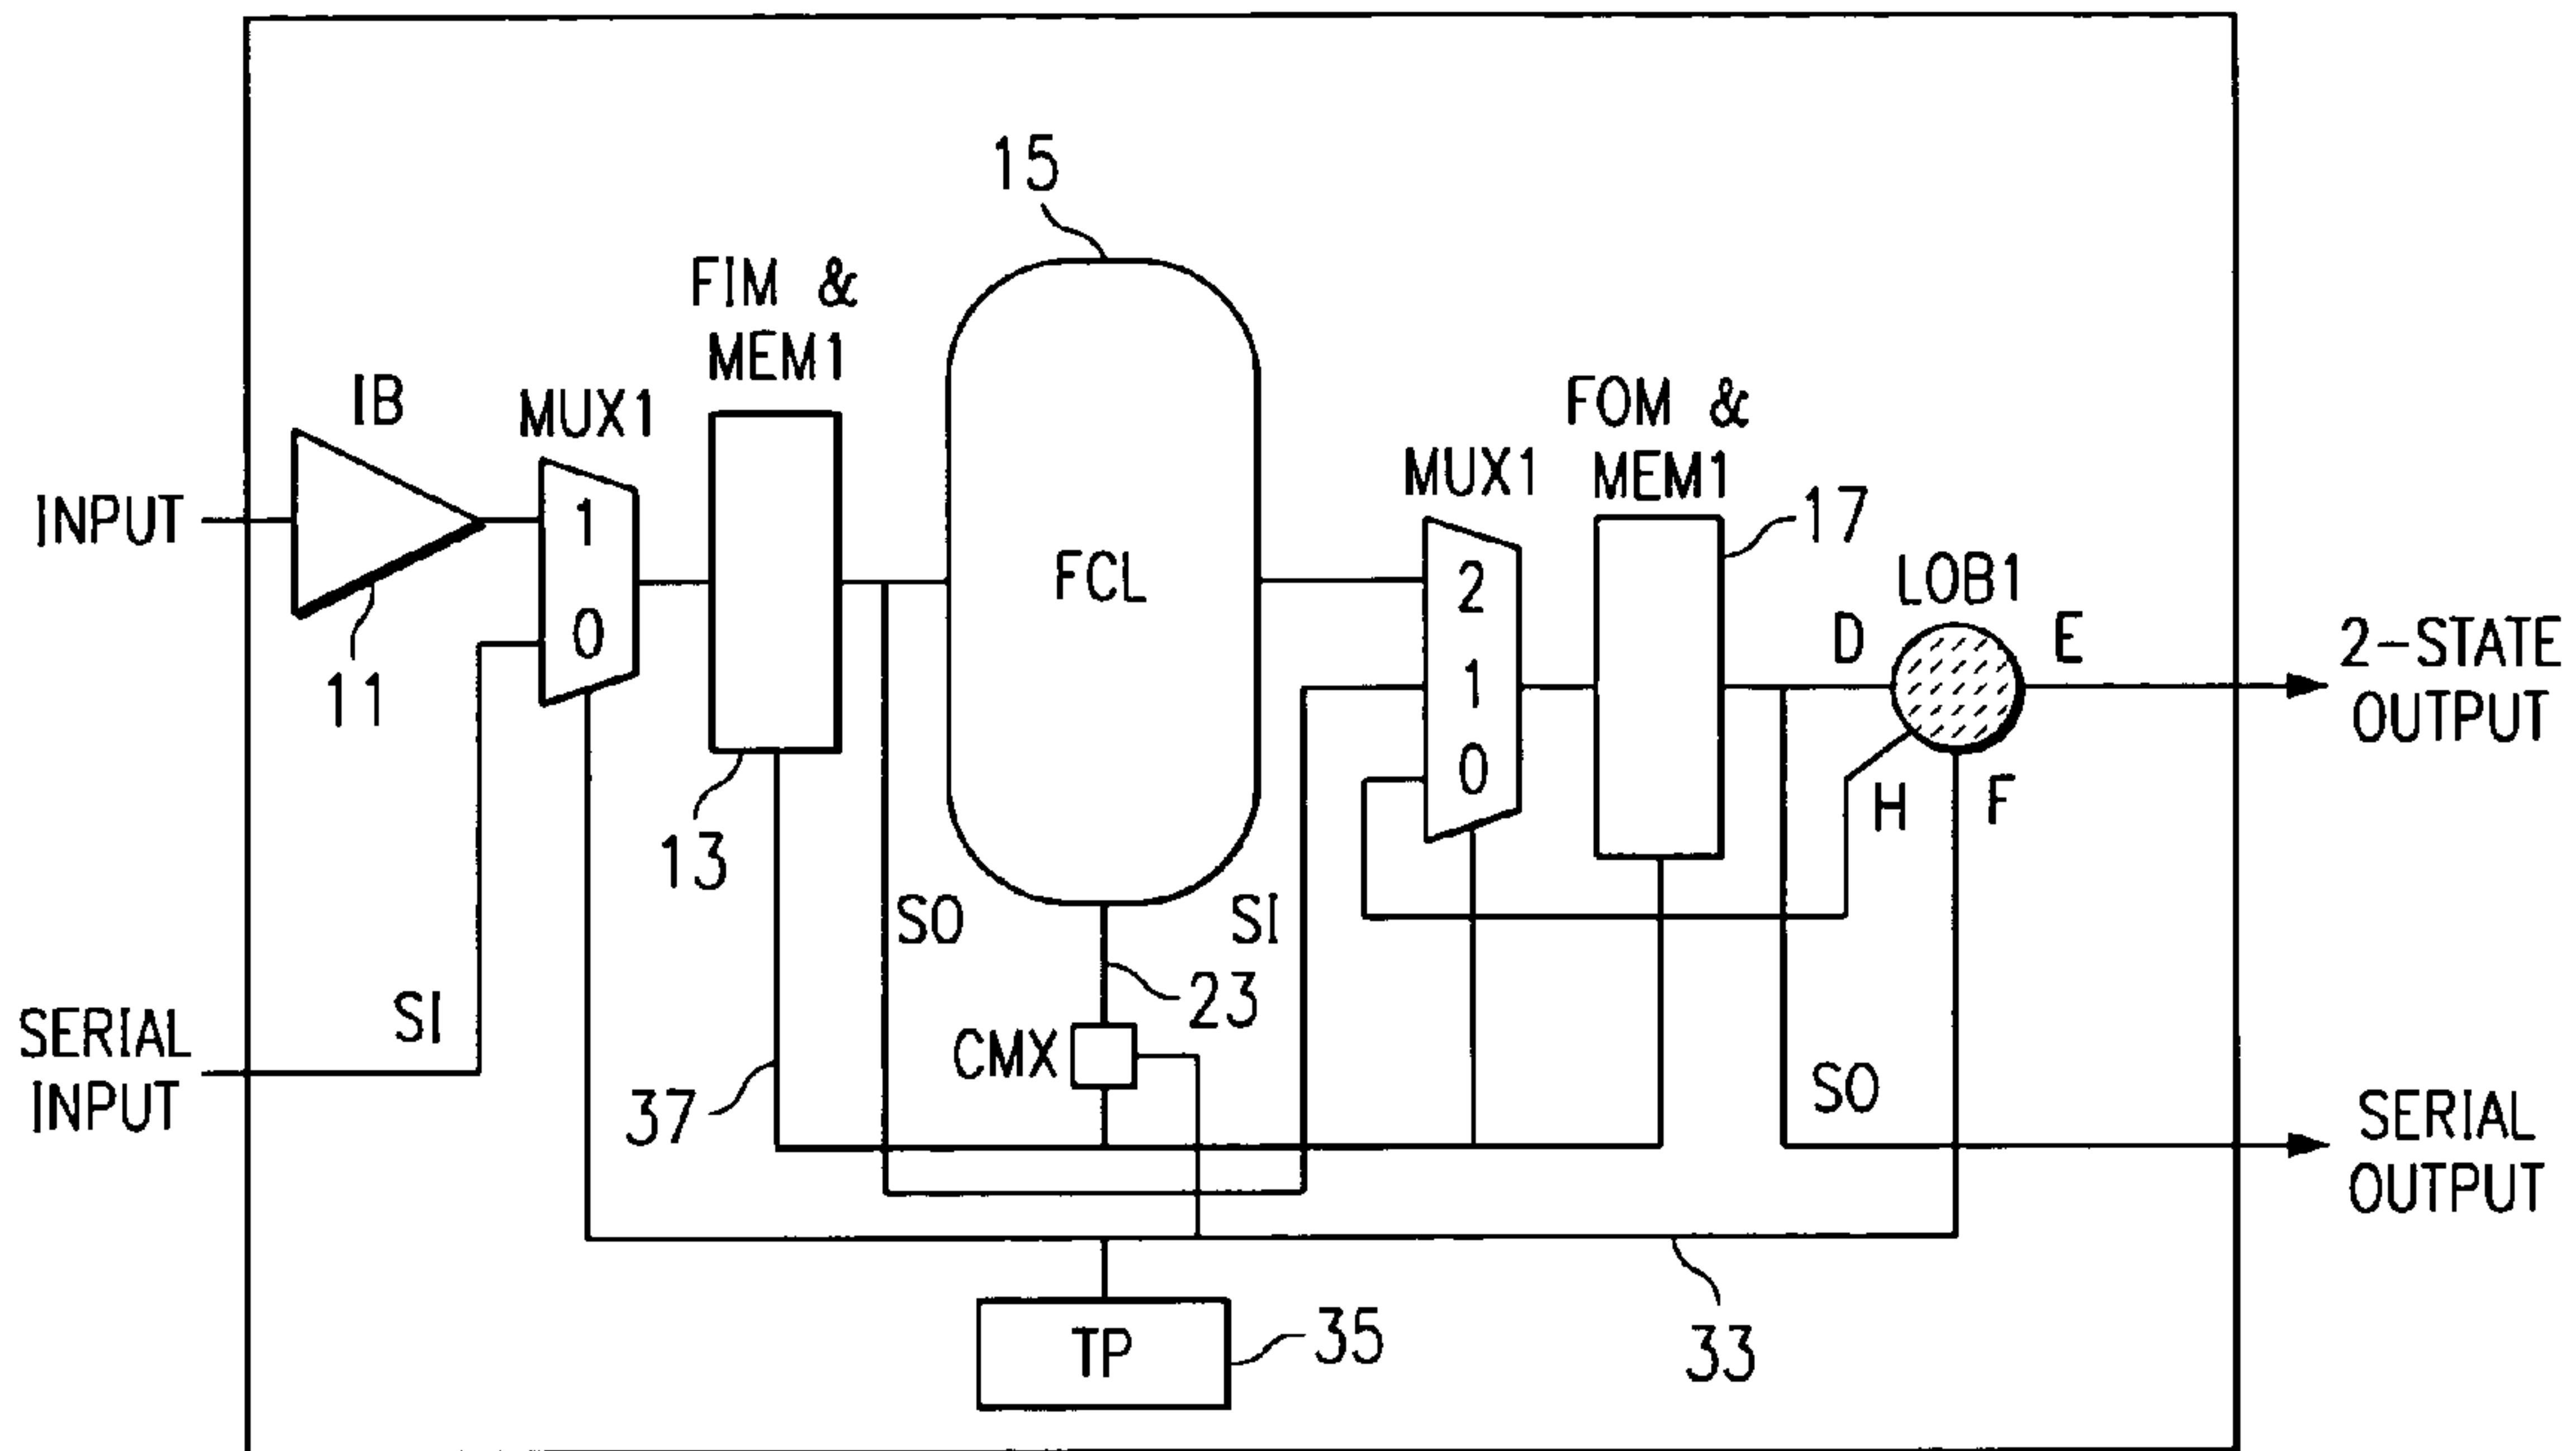 15
FIM &
MEM1
IB
MUX1
FOM &
MEM1
MUX1
17
INPUT
1
0
FCL
2
1
0
LOB1
D
E
H
F
2-STATE
OUTPUT
11
13
SO
SI
23
SI
CMX
SERIAL
INPUT
37
SO
SERIAL
OUTPUT
TP
35
33